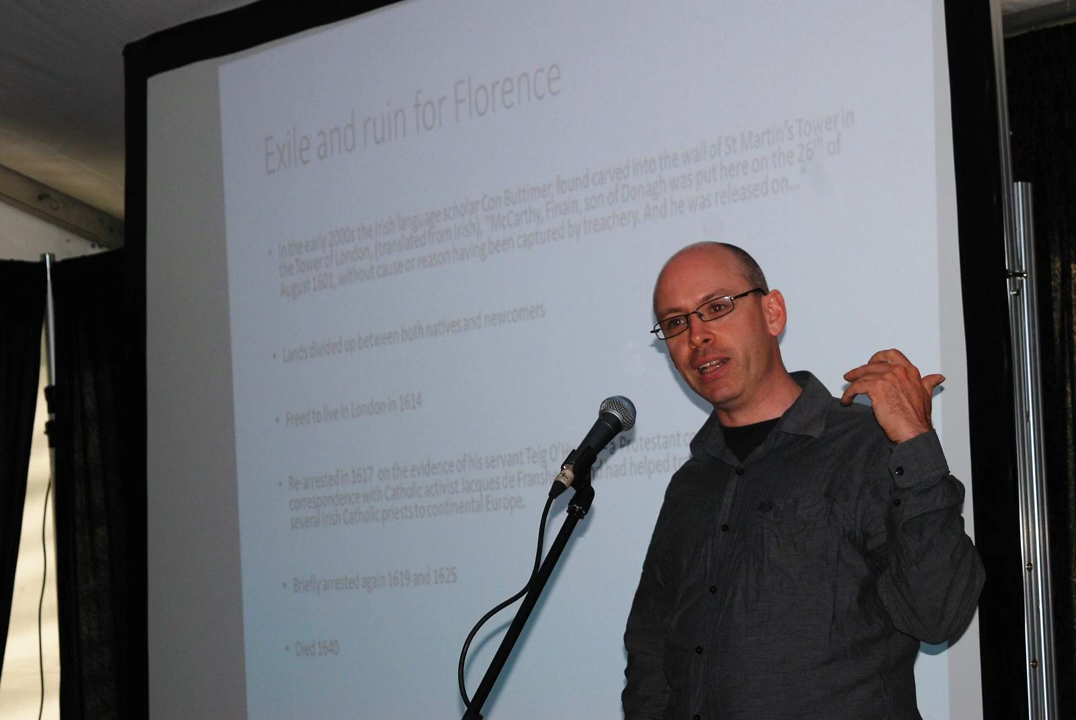 Exile and ruin for Florence
• In the early 2000s the Irish language scholar Con Buttimer, found carved into the wall of St Martin's Tower in
the Tower of London, (translated from Irish), "McCarthy, Finain, son of Donagh was put here on the 26th of
August 1601, without cause or reason having been captured by treachery. And he was released on..."
• Lands divided up between both natives and newcomers
• Freed to live in London in 1614
• Re-arrested in 1617 on the evidence of his servant Teig a Protestant
correspondence with Catholic activist Jacques de had helped
several Irish Catholic priests to continental Europe.
• Briefly arrested again 1619 and 1625
• Died 1640